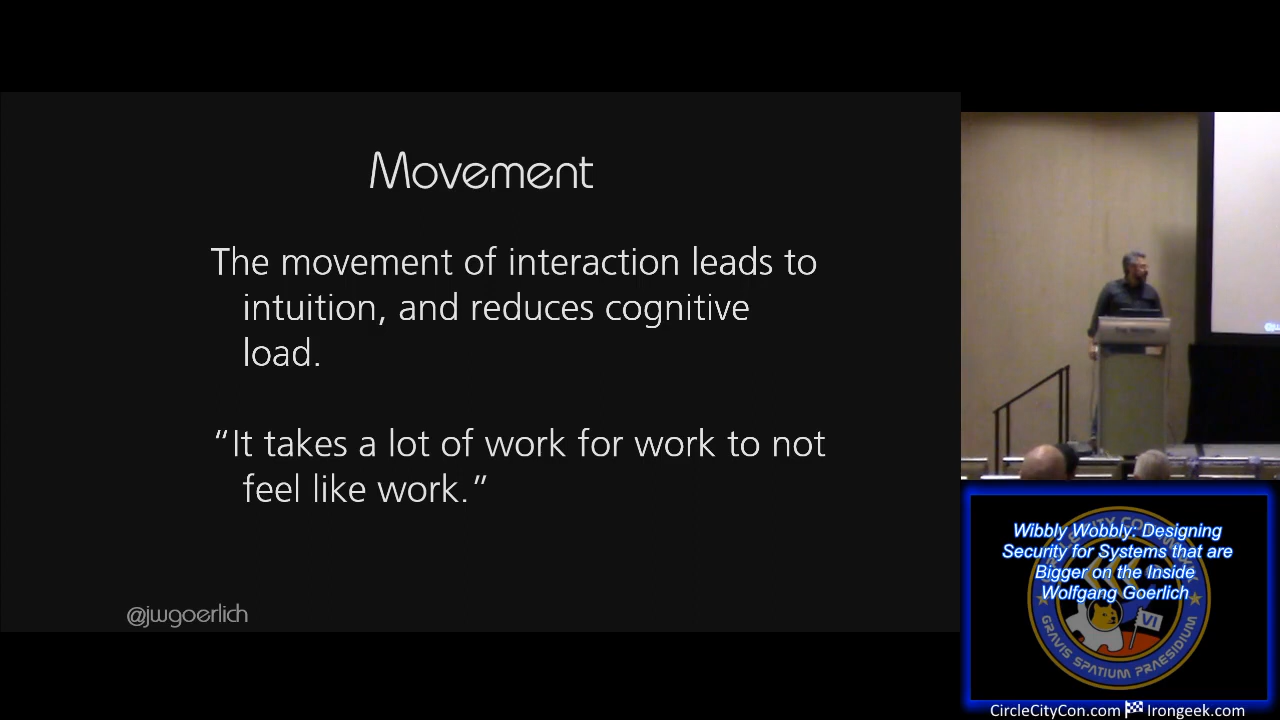 Movement
The movement of interaction leads to
intuition, and reduces cognitive
load.
“It takes a lot of work for work to not
feel like work.”
@jwgoerlich
Wibbly Wobbly: Designing
Security for Systems that are
Bigger on the Inside
Wolfgang Goerlich
VI
GRAVIS SPATIUM PRAESIDIUM
CircleCityCon.com Irongeek.com